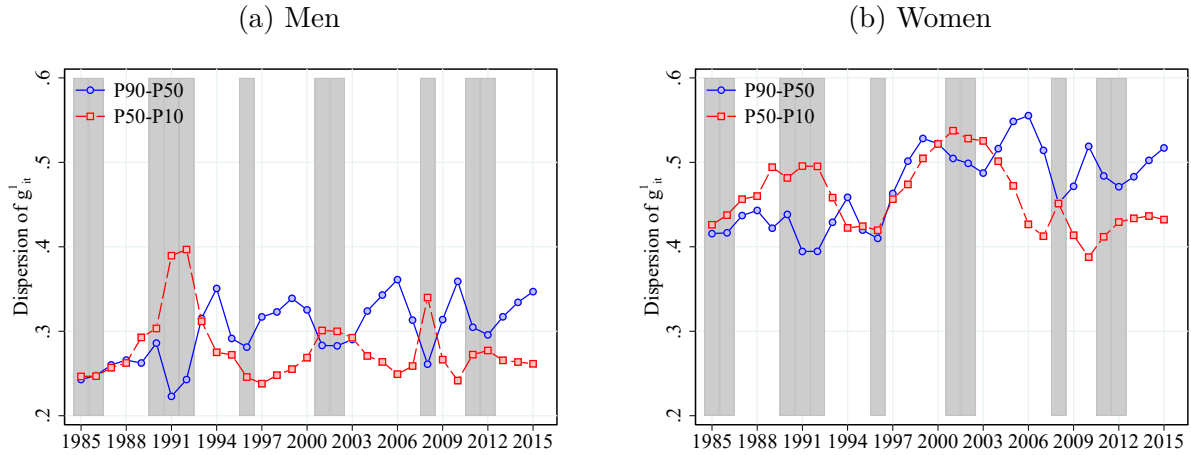 (a) Men
.6
.5
.4
.3
.2
Dispersion of g¹ᵢₜ
P90-P50
P50-P10
1985 1988 1991 1994 1997 2000 2003 2006 2009 2012 2015
(b) Women
.6
.5
.4
.3
.2
Dispersion of g¹ᵢₜ
P90-P50
P50-P10
1985 1988 1991 1994 1997 2000 2003 2006 2009 2012 2015